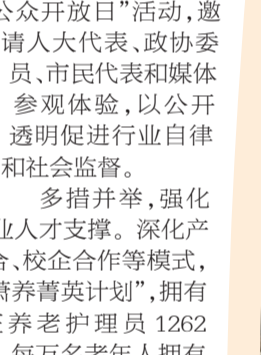 公众开放日”活动，邀
请人大代表、政协委
员、市民代表和媒体
参观体验，以公开
透明促进行业自律
和社会监督。
多措并举，强化
业人才支撑。深化产
合、校企合作等模式，
养菁英计划”，拥有
养老护理员1262
每万名老年人拥有